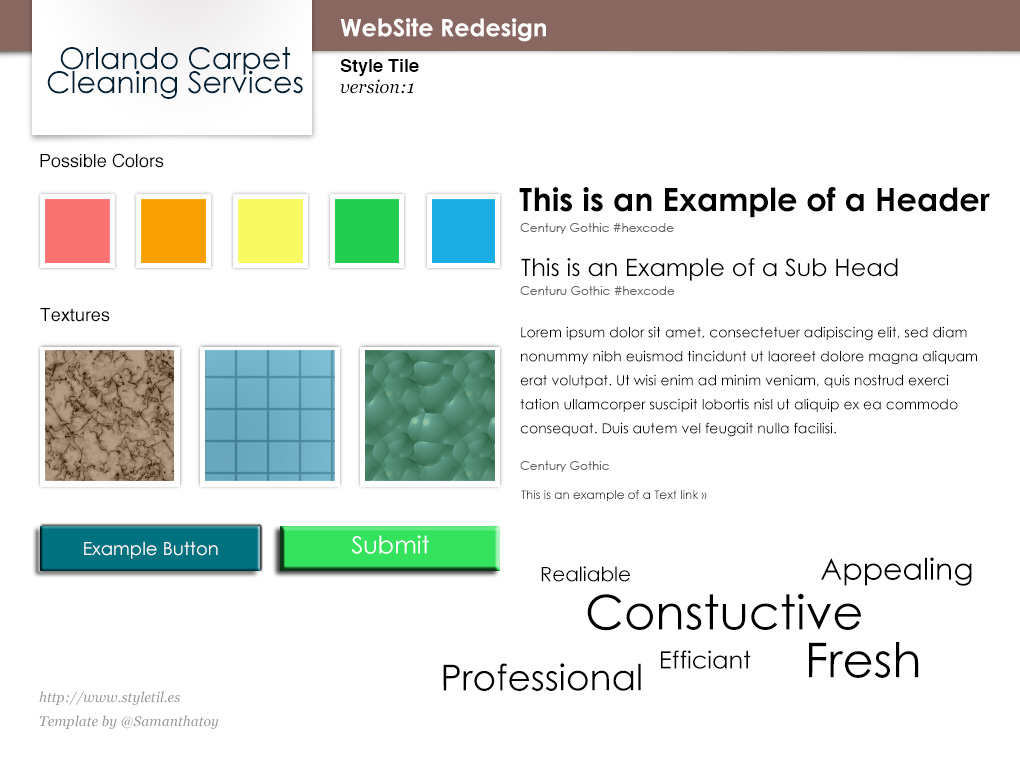 WebSite Redesign
Orlando Carpet
Cleaning Services
Style Tile
version:1
Possible Colors
This is an Example of a Header
Century Gothic #hexcode
This is an Example of a Sub Head
Centuru Gothic #hexcode
Textures
Lorem ipsum dolor sit amet, consectetuer adipiscing elit, sed diam
nonummy nibh euismod tincidunt ut laoreet dolore magna aliquam
erat volutpat. Ut wisi enim ad minim veniam, quis nostrud exerci
tation ullamcorper suscipit lobortis nisl ut aliquip ex ea commodo
consequat. Duis autem vel feugait nulla facilisi.
Century Gothic
This is an example of a Text link »
Example Button
Submit
Realiable
Appealing
Constuctive
Efficiant
Fresh
Professional
http://www.styletil.es
Template by @Samanthatoy